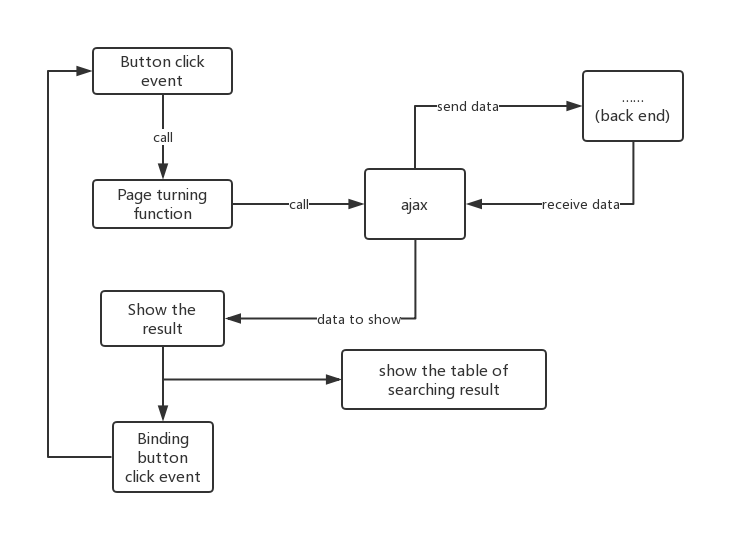 Button click
event
send data
……
(back end)
call
Page turning
function
call
ajax
receive data
Show the
result
data to show
show the table of
searching result
Binding
button
click event